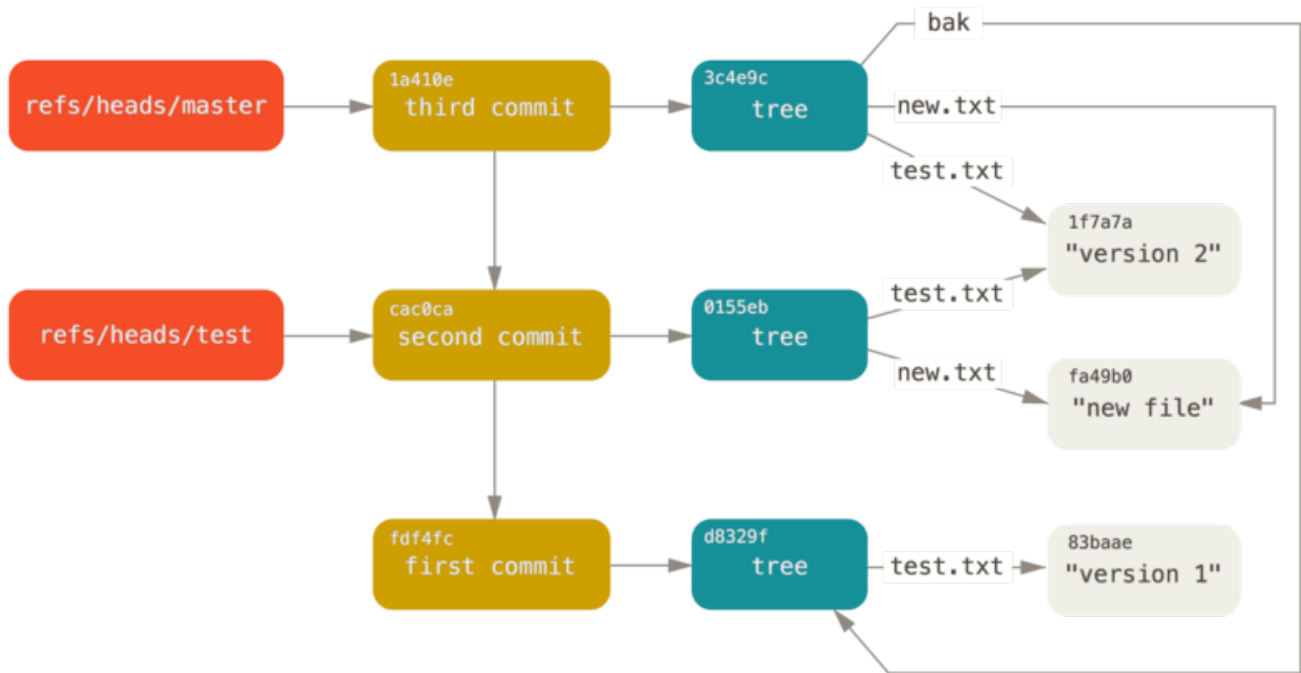 bak
refs/heads/master
1a410e
third commit
3c4e9c
tree
new.txt
test.txt
1f7a7a
"version 2"
refs/heads/test
cac0ca
second commit
0155eb
tree
test.txt
new.txt
fa49b0
"new file"
fdf4fc
first commit
d8329f
tree
test.txt
83baae
"version 1"